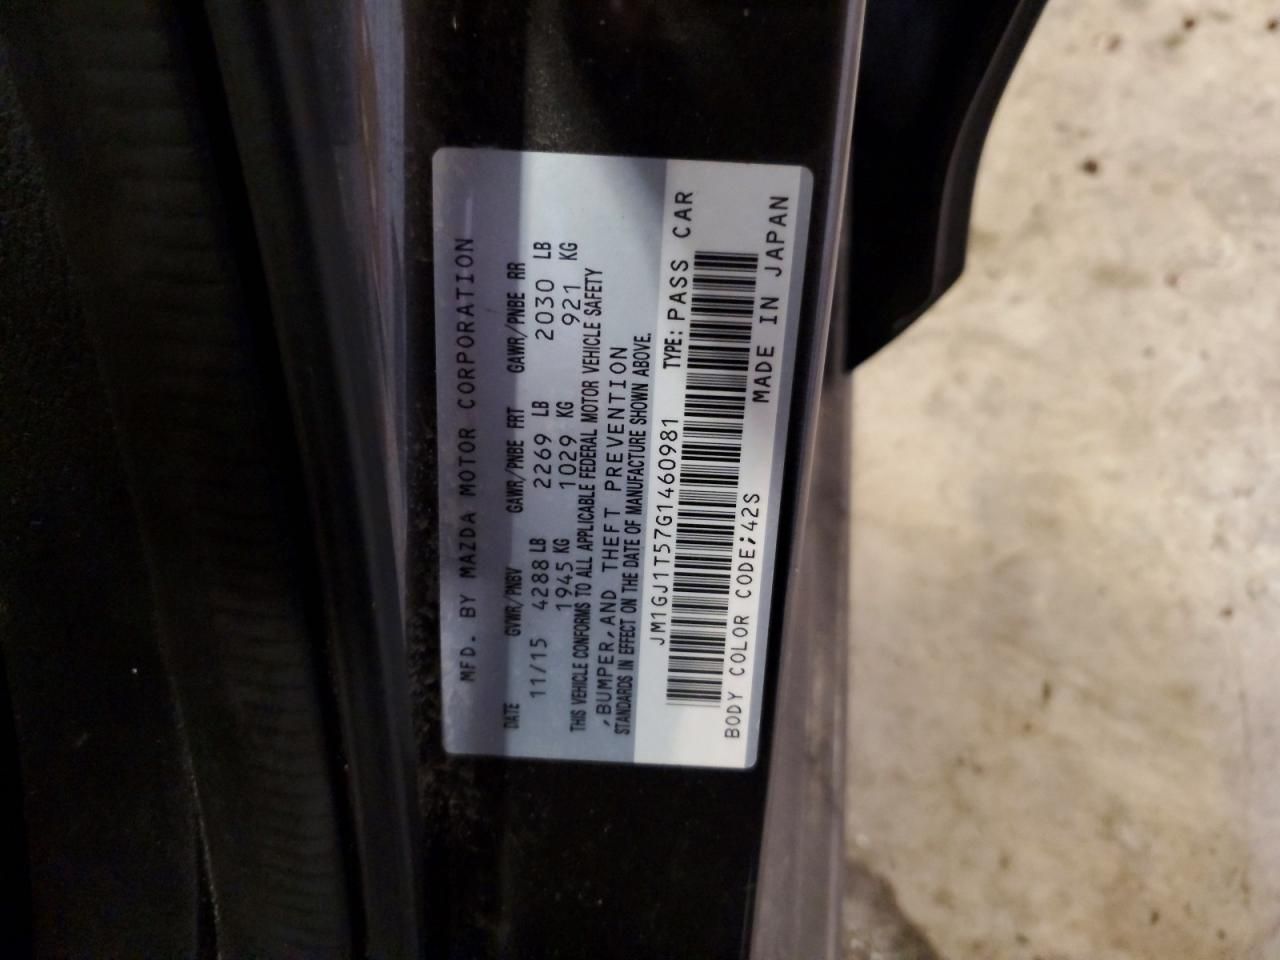 MFD. BY MAZDA MOTOR CORPORATION
DATE GVWR/PNBV GAWR/PNBE FRT GAWR/PNBE RR
11/15 4288 LB 2269 LB 2030 LB
1945 KG 1029 KG 921 KG
THIS VEHICLE CONFORMS TO ALL APPLICABLE FEDERAL MOTOR VEHICLE SAFETY
,BUMPER,AND THEFT PREVENTION
STANDARDS IN EFFECT ON THE DATE OF MANUFACTURE SHOWN ABOVE.
JM1GJ1T57G1460981 TYPE: PASS CAR
BODY COLOR CODE;42S MADE IN JAPAN